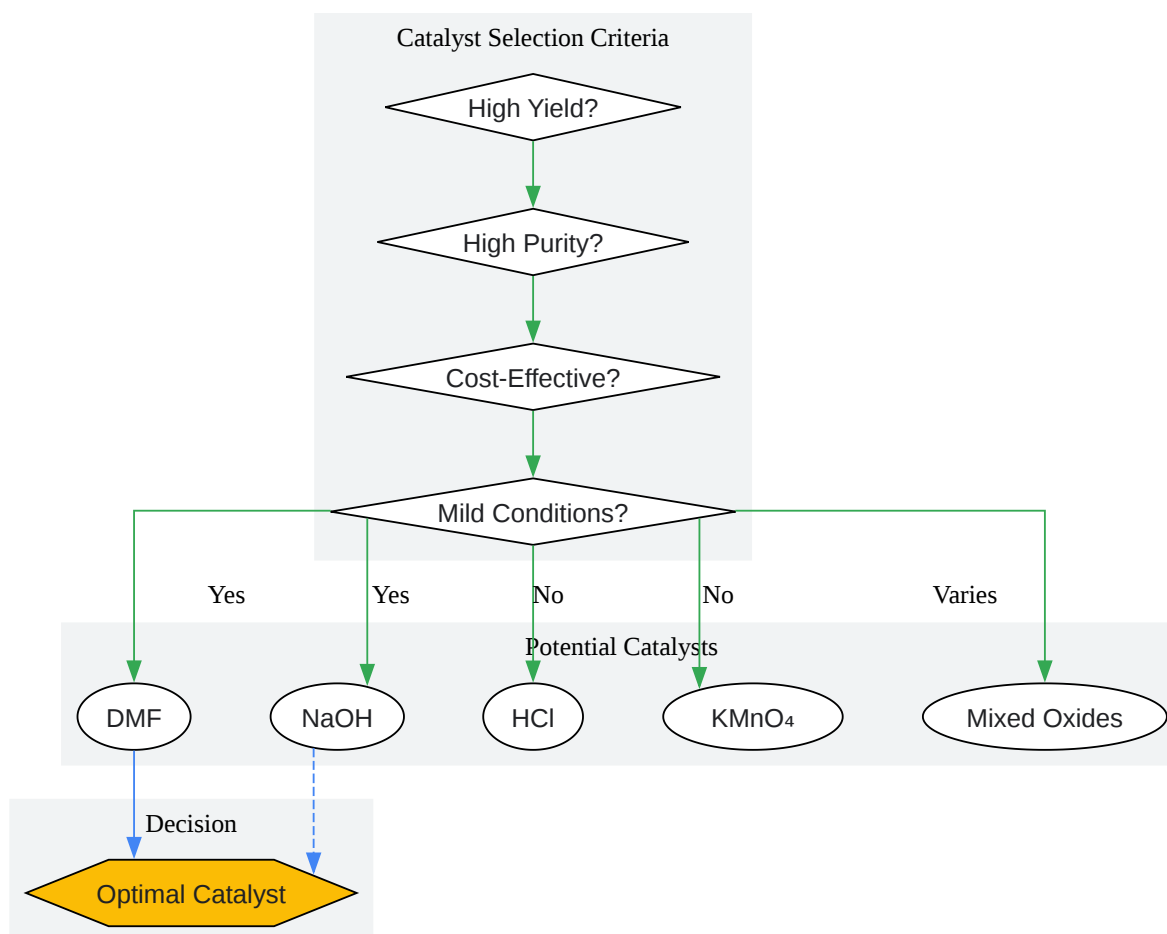 Catalyst Selection Criteria
High Yield?
High Purity?
Cost-Effective?
Mild Conditions?
Yes
Yes
No
No
Varies
Potential Catalysts
DMF
NaOH
HCl
KMnO₄
Mixed Oxides
Decision
Optimal Catalyst